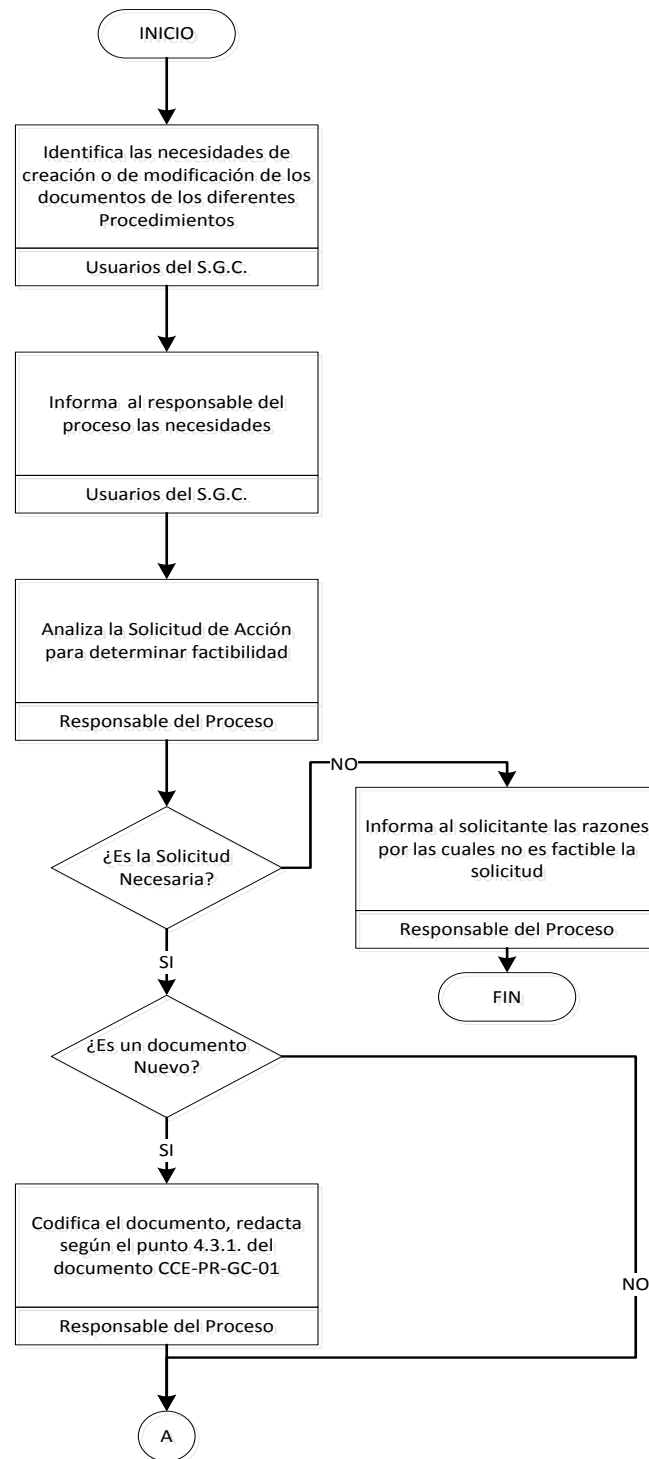 INICIO
Identifica las necesidades de
creación o de modificación de los
documentos de los diferentes
Procedimientos
Usuarios del S.G.C.
Informa al responsable del
proceso las necesidades
Usuarios del S.G.C.
Analiza la Solicitud de Acción
para determinar factibilidad
Responsable del Proceso
NO
¿Es la Solicitud
Necesaria?
Informa al solicitante las razones
por las cuales no es factible la
solicitud
Responsable del Proceso
SI
FIN
¿Es un documento
Nuevo?
SI
Codifica el documento, redacta
según el punto 4.3.1. del
documento CCE-PR-GC-01
NO
Responsable del Proceso
A